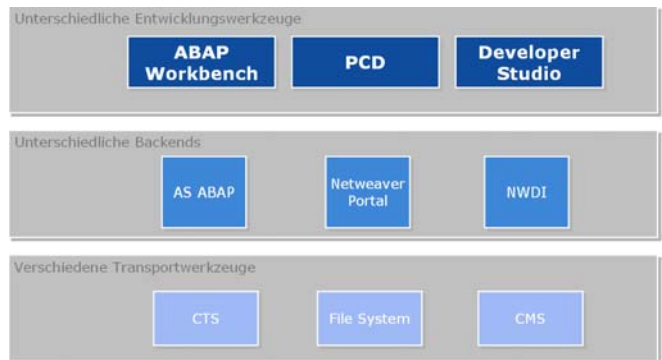 Unterschiedliche Entwicklungswerkzeuge
ABAP
Workbench
PCD
Developer
Studio
Unterschiedliche Backends
AS ABAP
Netweaver
Portal
NWDI
Verschiedene Transportwerkzeuge
CTS
File System
CMS